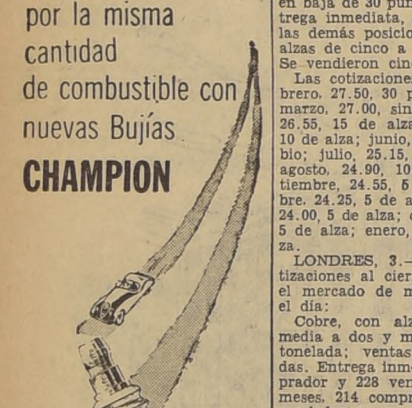 por la misma
cantidad
de combustible con
nuevas Bujías
CHAMPION
en baja de 30 pun
trega inmediata,
las demás posicio
alzas de cinco a
Se vendieron cin
Las cotizacione
brero, 27.50, 30 p
marzo, 27.00, sin
26.55, 15 de alza
10 de alza; junio,
bio; julio, 25.15,
agosto, 24.90, 10
tiembre, 24.55, 5
bre, 24.25, 5 de a
24.00, 5 de alza; d
5 de alza; enero,
za.
LONDRES, 3.—
tizaciones al cier
el mercado de m
el día:
Cobre, con alz
media a dos y m
tonelada; ventas
das. Entrega inm
prador y 228 ven
meses, 214 compr